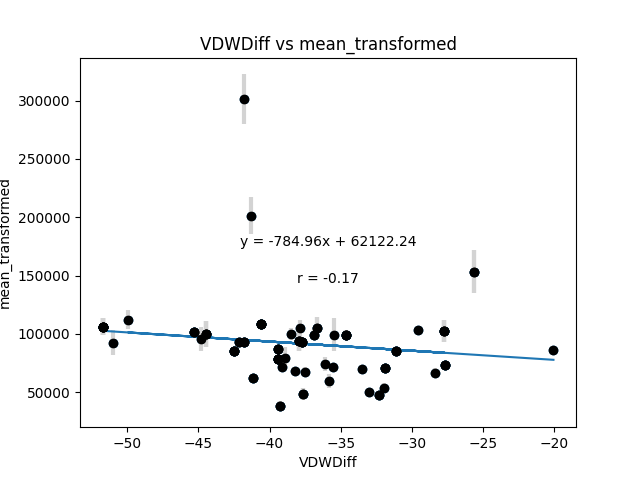 VDWDiff vs mean_transformed
mean_transformed
300000
250000
200000
150000
100000
50000
y = -784.96x + 62122.24
r = -0.17
−50
−45
−40
−35
−30
−25
−20
VDWDiff